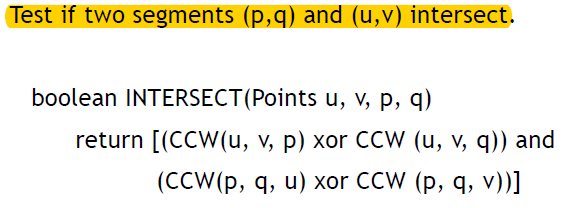 Test if two segments (p,q) and (u,v) intersect.
boolean INTERSECT(Points u, v, p, q)
return [(CCW(u, v, p) xor CCW (u, v, q)) and
(CCW(p, q, u) xor CCW (p, q, v))]